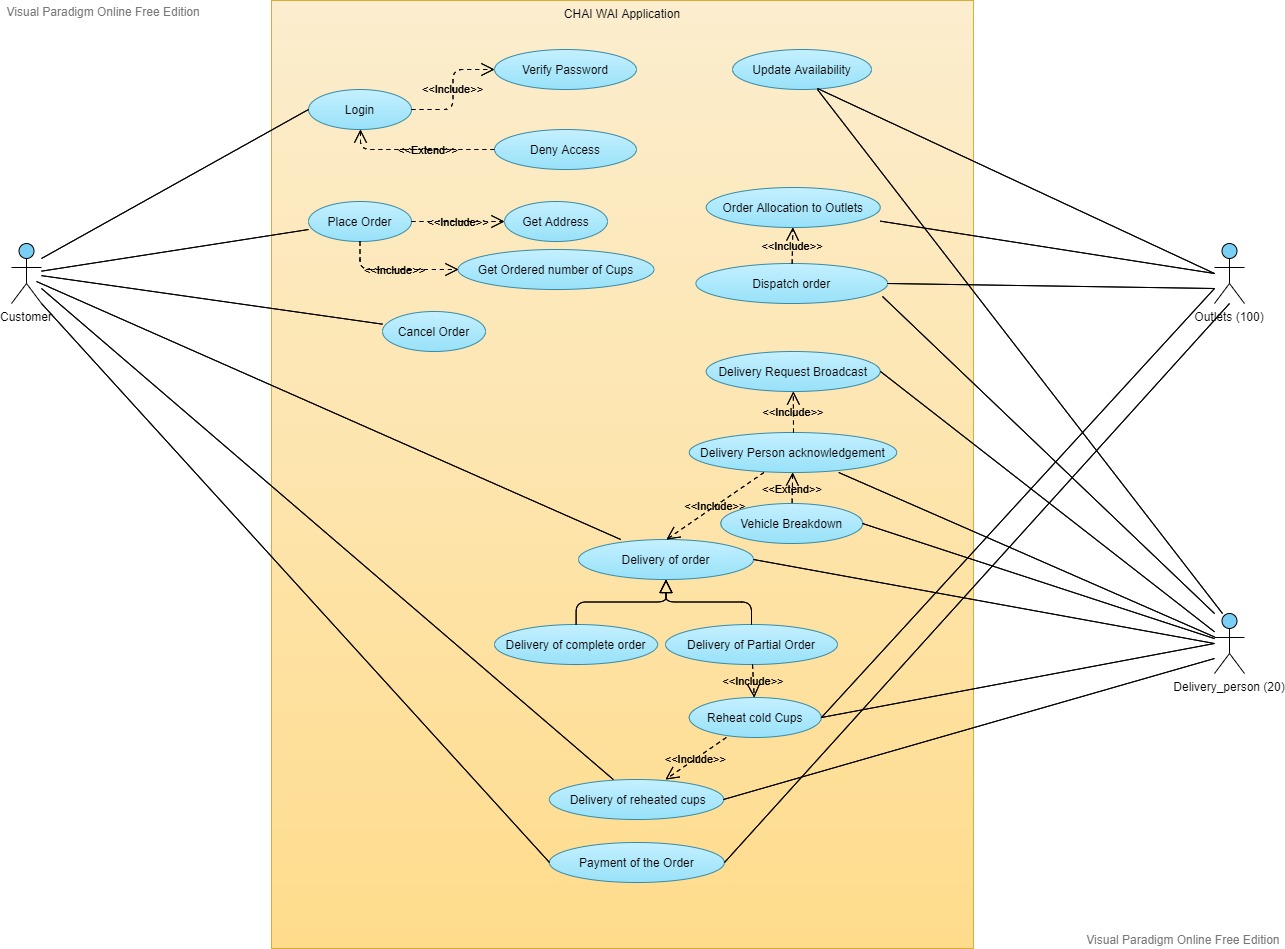 Visual Paradigm Online Free Edition
CHAI WAI Application
Verify Password
Update Availability
<<Include>>
Login
<<Extend>>
Deny Access
Order Allocation to Outlets
Place Order
<<Include>>
Get Address
<<Include>>
<<Include>>
Get Ordered number of Cups
Dispatch order
Customer
Outlets (100)
Cancel Order
Delivery Request Broadcast
<<Include>>
Delivery Person acknowledgement
<<Extend>>
<<Include>>
Vehicle Breakdown
Delivery of order
Delivery of complete order
Delivery of Partial Order
<<Include>>
Delivery_person (20)
Reheat cold Cups
<<Include>>
Delivery of reheated cups
Payment of the Order
Visual Paradigm Online Free Edition